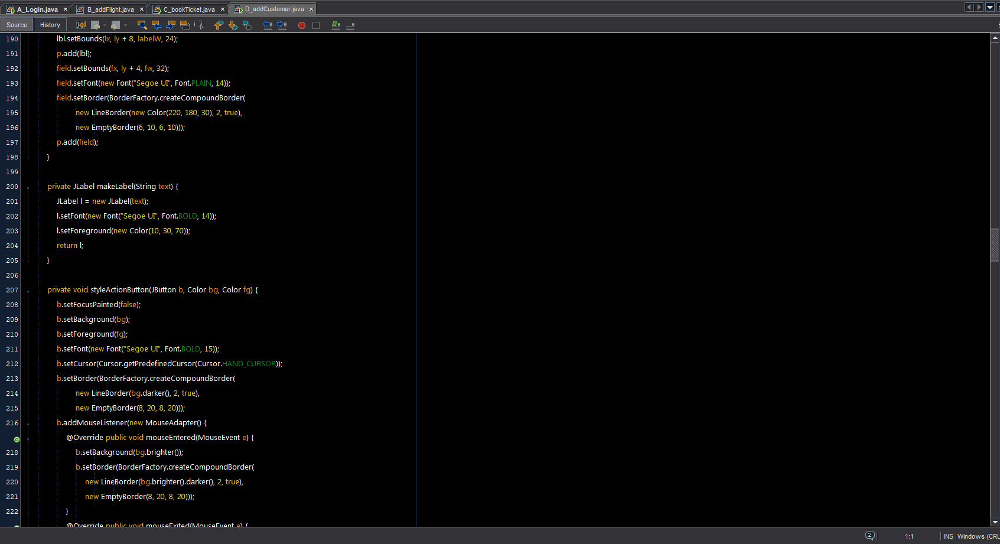 A_Login.java × B_addFlight.java × C_bookTicket.java × D_addCustomer.java ×
Source History
190 lbl.setBounds(lx, ly + 8, labelW, 24);
191 p.add(lbl);
192 field.setBounds(fx, ly + 4, fw, 32);
193 field.setFont(new Font("Segoe UI", Font.PLAIN, 14));
194 field.setBorder(BorderFactory.createCompoundBorder(
195 new LineBorder(new Color(220, 180, 30), 2, true),
196 new EmptyBorder(6, 10, 6, 10)));
197 p.add(field);
198 }
199
200 private JLabel makeLabel(String text) {
201 JLabel l = new JLabel(text);
202 l.setFont(new Font("Segoe UI", Font.BOLD, 14));
203 l.setForeground(new Color(10, 30, 70));
204 return l;
205 }
206
207 private void styleActionButton(JButton b, Color bg, Color fg) {
208 b.setFocusPainted(false);
209 b.setBackground(bg);
210 b.setForeground(fg);
211 b.setFont(new Font("Segoe UI", Font.BOLD, 15));
212 b.setCursor(Cursor.getPredefinedCursor(Cursor.HAND_CURSOR));
213 b.setBorder(BorderFactory.createCompoundBorder(
214 new LineBorder(bg.darker(), 2, true),
215 new EmptyBorder(8, 20, 8, 20)));
216 b.addMouseListener(new MouseAdapter() {
@Override public void mouseEntered(MouseEvent e) {
218 b.setBackground(bg.brighter());
219 b.setBorder(BorderFactory.createCompoundBorder(
220 new LineBorder(bg.brighter().darker(), 2, true),
221 new EmptyBorder(8, 20, 8, 20)));
222 }
@Override public void mouseExited(MouseEvent e) {
2 1:1 INS Windows (CRL